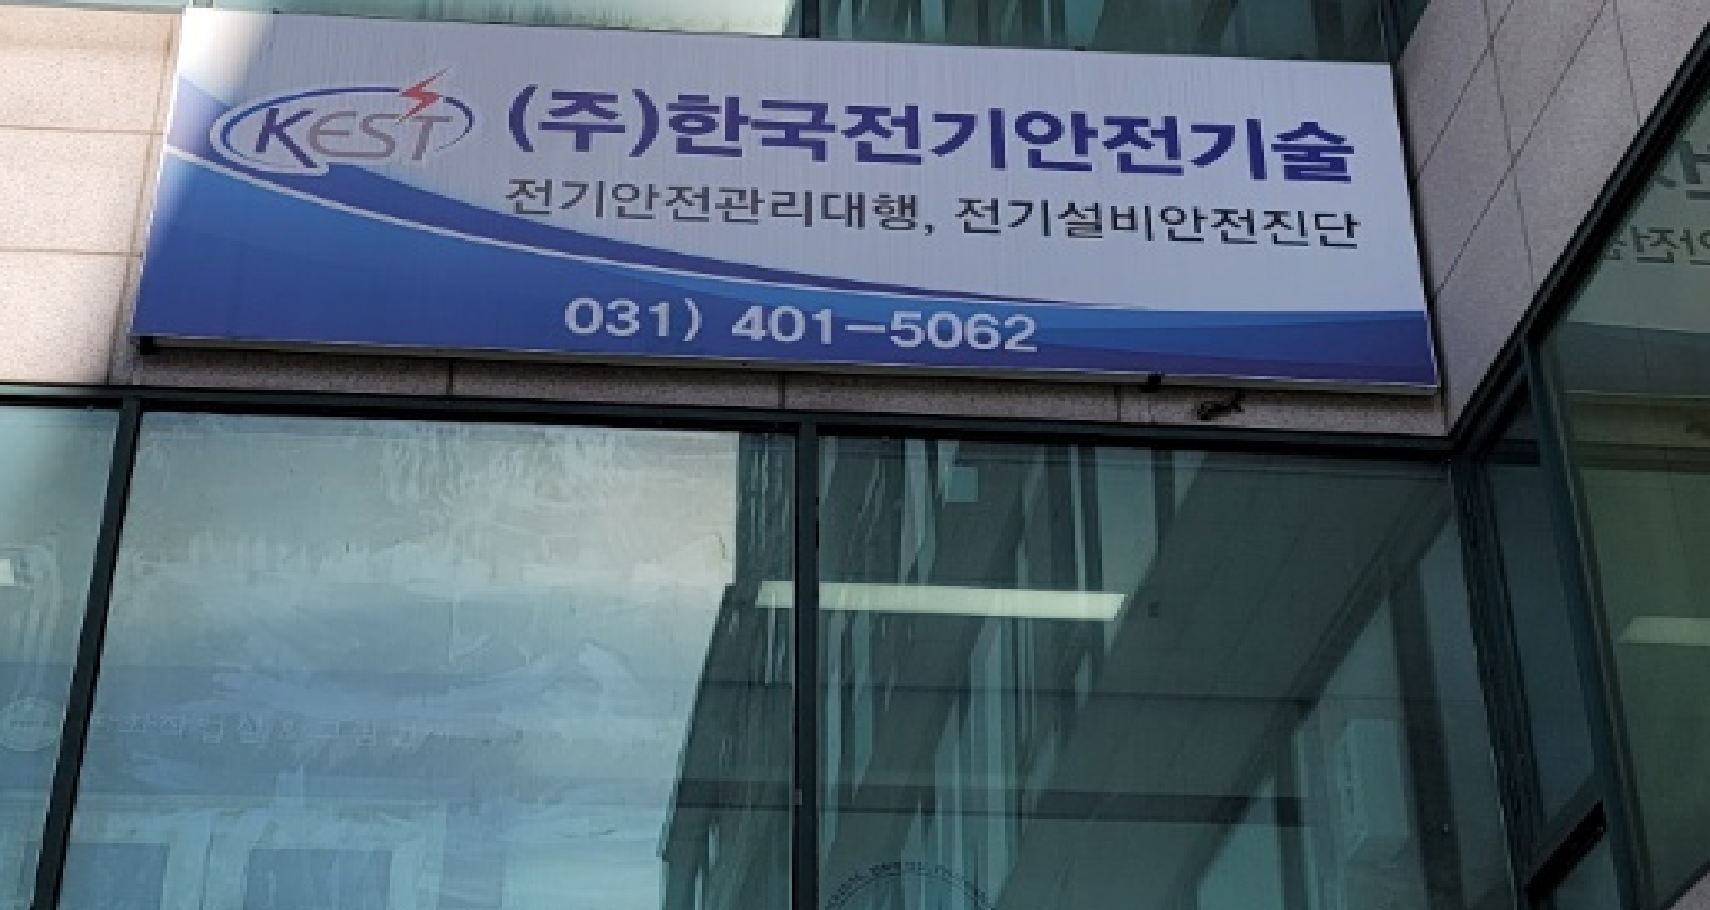 KEST (주)한국전기안전기술
전기안전관리대행, 전기설비안전진단
031) 401-5062